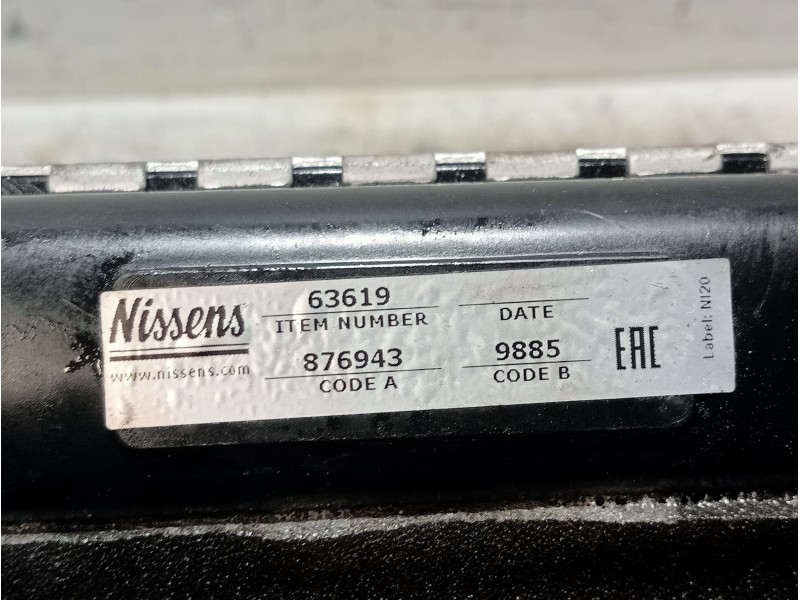 Nissens
www.nissens.com
63619
ITEM NUMBER
DATE
876943
CODE A
9885
CODE B
EAC
Label: NI20